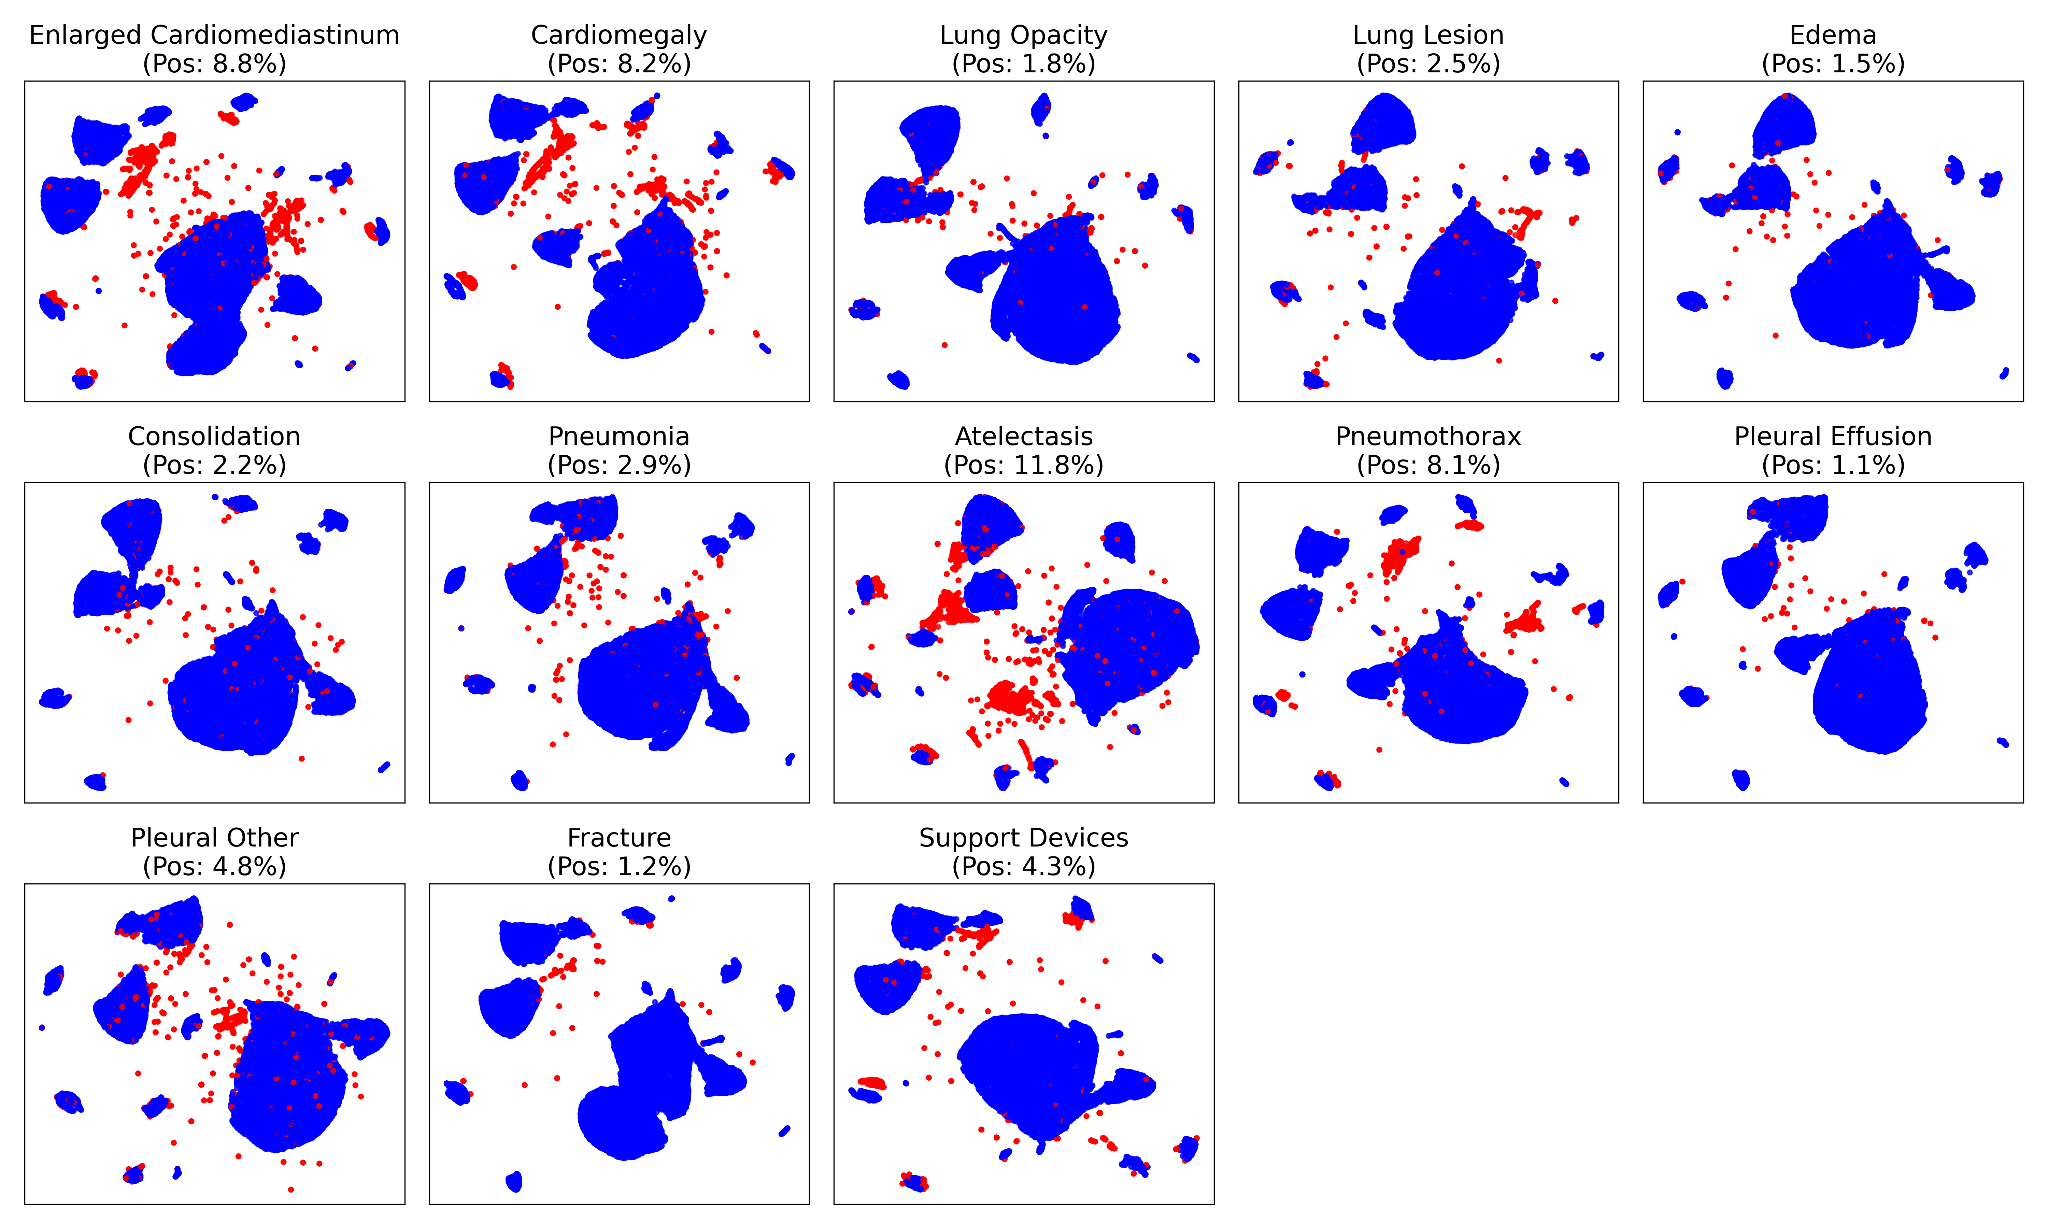 Enlarged Cardiomediastinum
(Pos: 8.8%)
Cardiomegaly
(Pos: 8.2%)
Lung Opacity
(Pos: 1.8%)
Lung Lesion
(Pos: 2.5%)
Edema
(Pos: 1.5%)
Consolidation
(Pos: 2.2%)
Pneumonia
(Pos: 2.9%)
Atelectasis
(Pos: 11.8%)
Pneumothorax
(Pos: 8.1%)
Pleural Effusion
(Pos: 1.1%)
Pleural Other
(Pos: 4.8%)
Fracture
(Pos: 1.2%)
Support Devices
(Pos: 4.3%)